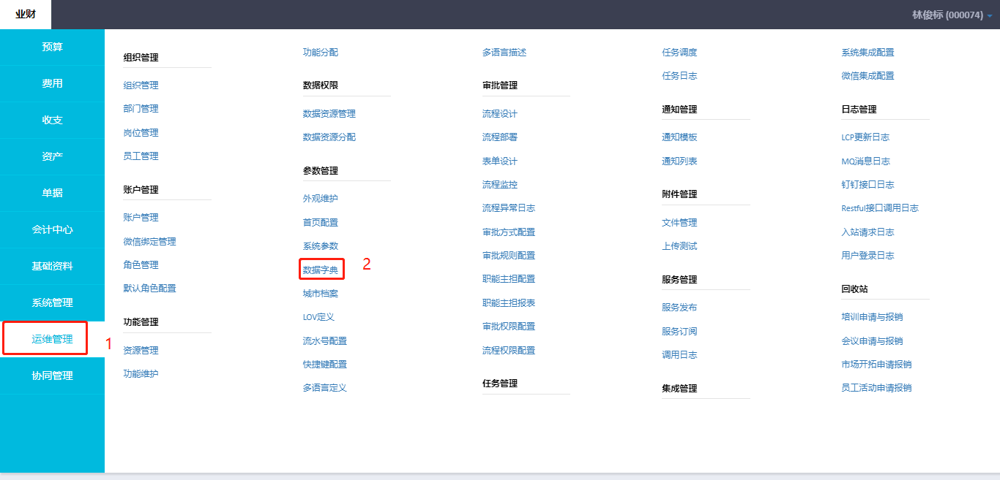 业财
林俊标 (000074)
预算
费用
收支
资产
单据
会计中心
基础资料
系统管理
运维管理
1
协同管理
组织管理
组织管理
部门管理
岗位管理
员工管理
账户管理
账户管理
微信绑定管理
角色管理
默认角色配置
功能管理
资源管理
功能维护
功能分配
数据权限
数据资源管理
数据资源分配
参数管理
外观维护
首页配置
系统参数
数据字典
2
城市档案
LOV定义
流水号配置
快捷键配置
多语言定义
多语言描述
审批管理
流程设计
流程部署
表单设计
流程监控
流程异常日志
审批方式配置
审批规则配置
职能主担配置
职能主担报表
审批权限配置
流程权限配置
任务管理
任务调度
任务日志
通知管理
通知模板
通知列表
附件管理
文件管理
上传测试
服务管理
服务发布
服务订阅
调用日志
集成管理
系统集成配置
微信集成配置
日志管理
LCP更新日志
MQ消息日志
钉钉接口日志
Restful接口调用日志
入站请求日志
用户登录日志
回收站
培训申请与报销
会议申请与报销
市场开拓申请报销
员工活动申请报销